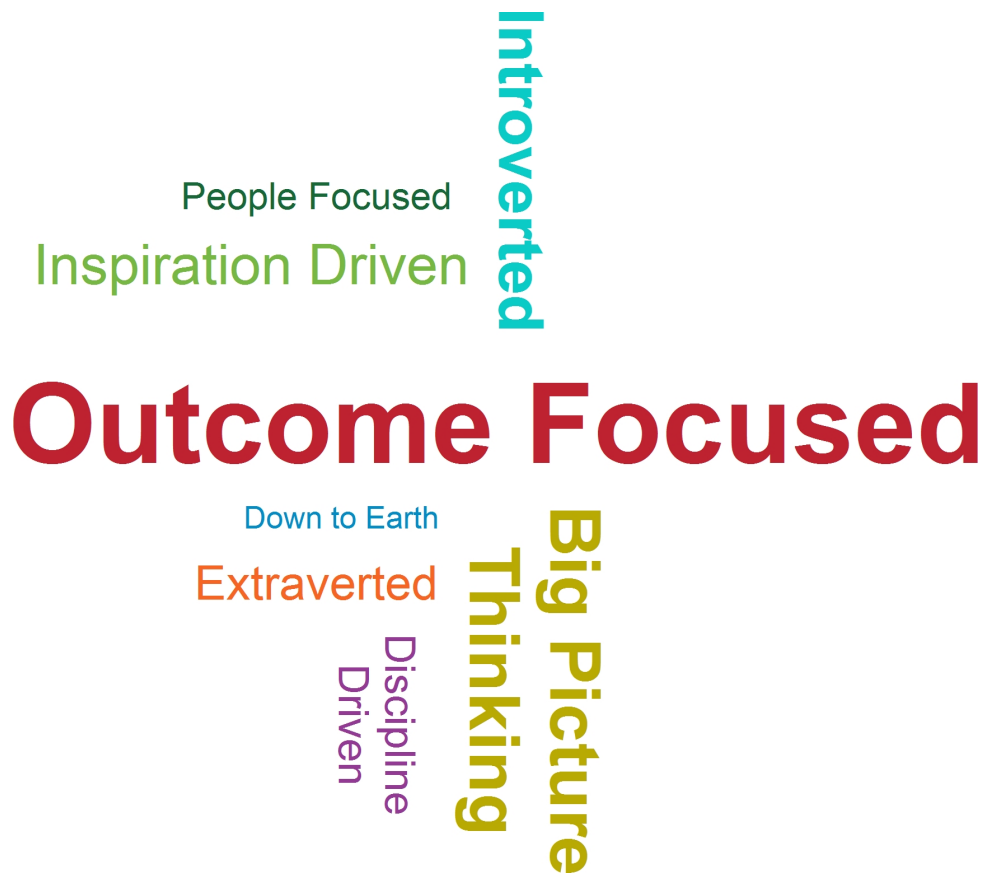 Introverted
People Focused
Inspiration Driven
Outcome Focused
Down to Earth
Extraverted
Big Picture
Thinking
Discipline
Driven